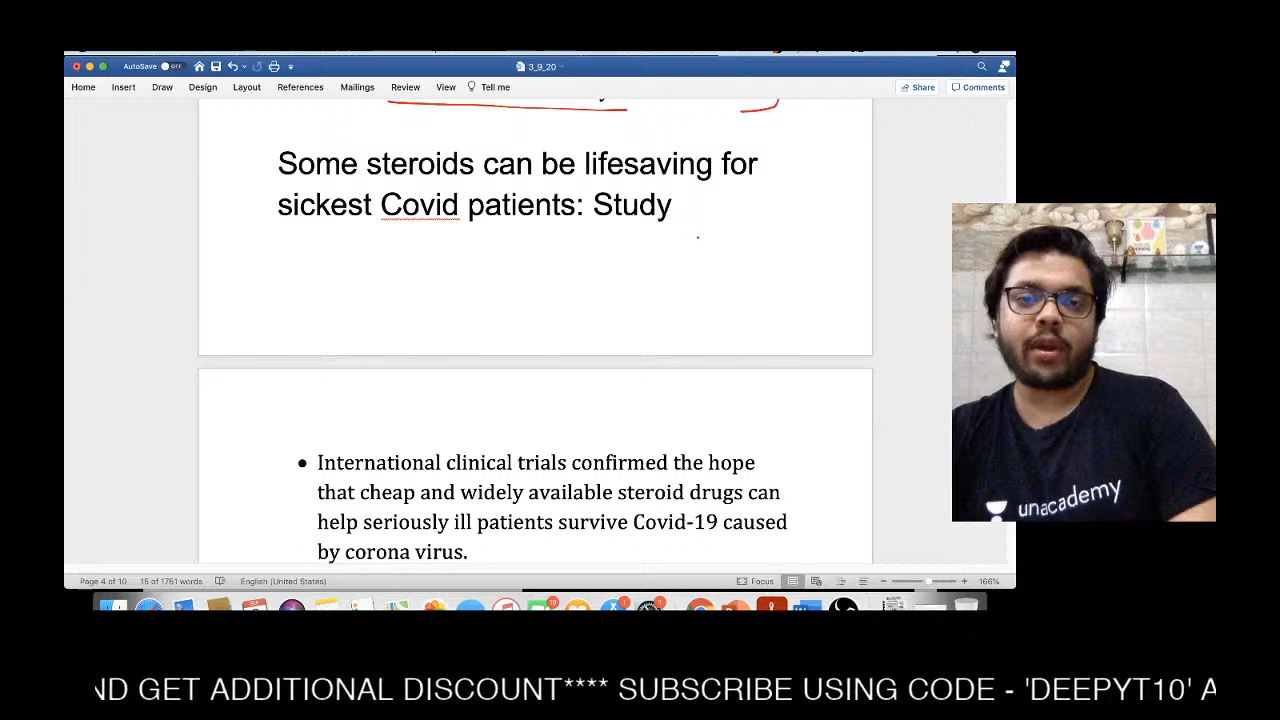 AutoSave OFF 3_9_20
Home Insert Draw Design Layout References Mailings Review View Tell me Share Comments
Some steroids can be lifesaving for
sickest Covid patients: Study
• International clinical trials confirmed the hope
that cheap and widely available steroid drugs can
help seriously ill patients survive Covid-19 caused
by corona virus.
unacademy
Page 4 of 10 15 of 1751 words English (United States) Focus 166%
ND GET ADDITIONAL DISCOUNT**** SUBSCRIBE USING CODE - 'DEEPYT10' A